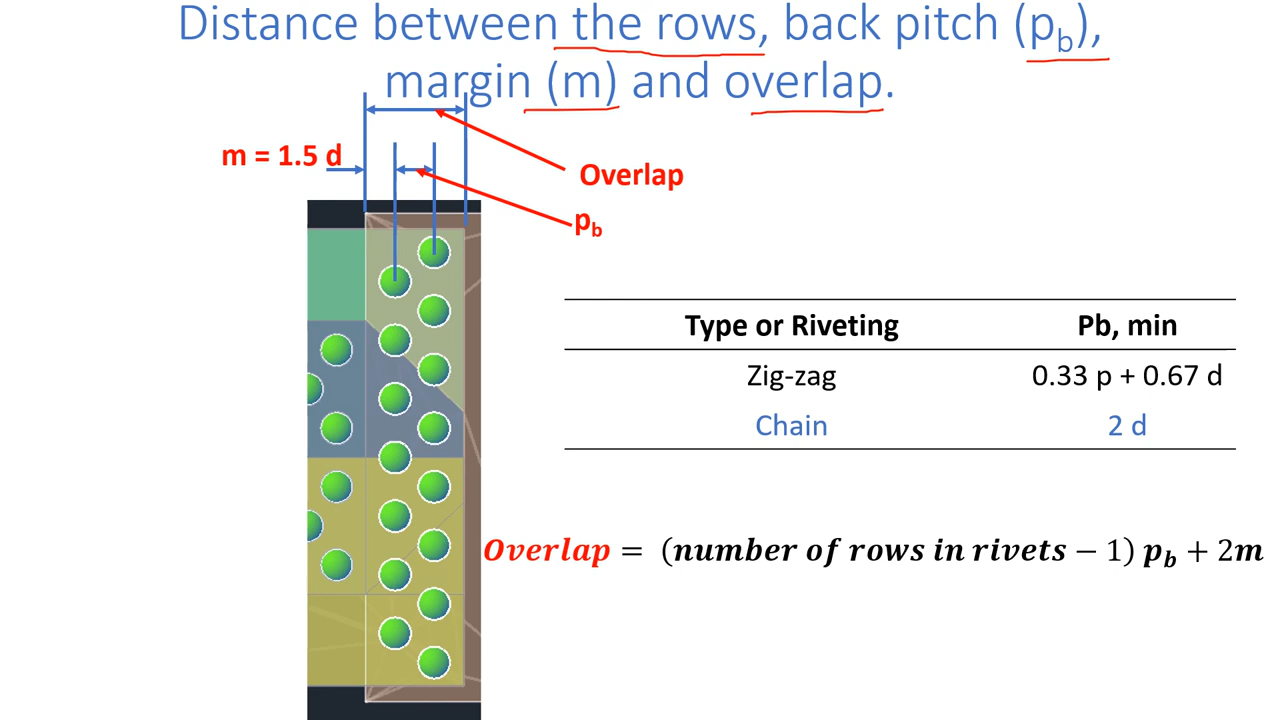 Distance between the rows, back pitch (pb),
margin (m) and overlap.
m = 1.5 d
Overlap
pb
Type or Riveting Pb, min
Zig-zag 0.33 p + 0.67 d
Chain 2 d
Overlap = (number of rows in rivets − 1) pb + 2m